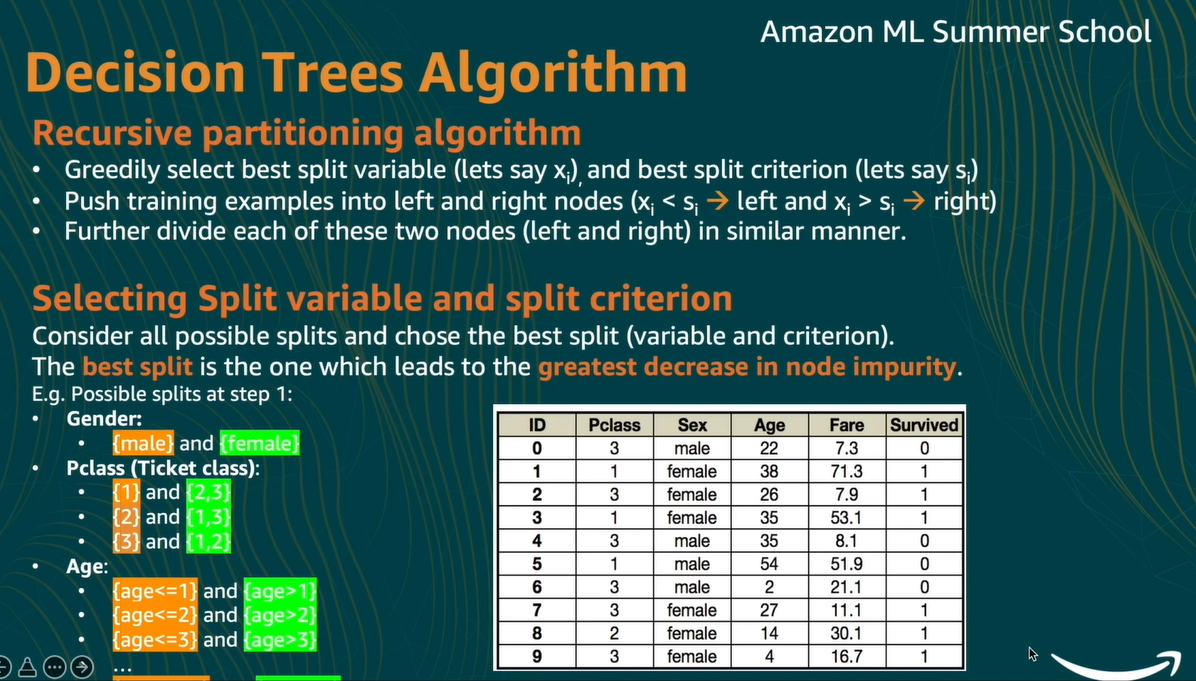 Amazon ML Summer School
Decision Trees Algorithm
Recursive partitioning algorithm
• Greedily select best split variable (lets say xᵢ), and best split criterion (lets say sᵢ)
• Push training examples into left and right nodes (xᵢ < sᵢ → left and xᵢ > sᵢ → right)
• Further divide each of these two nodes (left and right) in similar manner.
Selecting Split variable and split criterion
Consider all possible splits and chose the best split (variable and criterion).
The best split is the one which leads to the greatest decrease in node impurity.
E.g. Possible splits at step 1:
• Gender:
• {male} and {female}
• Pclass (Ticket class):
• {1} and {2,3}
• {2} and {1,3}
• {3} and {1,2}
• Age:
• {age<=1} and {age>1}
• {age<=2} and {age>2}
• {age<=3} and {age>3}
...
ID Pclass Sex Age Fare Survived
0 3 male 22 7.3 0
1 1 female 38 71.3 1
2 3 female 26 7.9 1
3 1 female 35 53.1 1
4 3 male 35 8.1 0
5 1 male 54 51.9 0
6 3 male 2 21.1 0
7 3 female 27 11.1 1
8 2 female 14 30.1 1
9 3 female 4 16.7 1